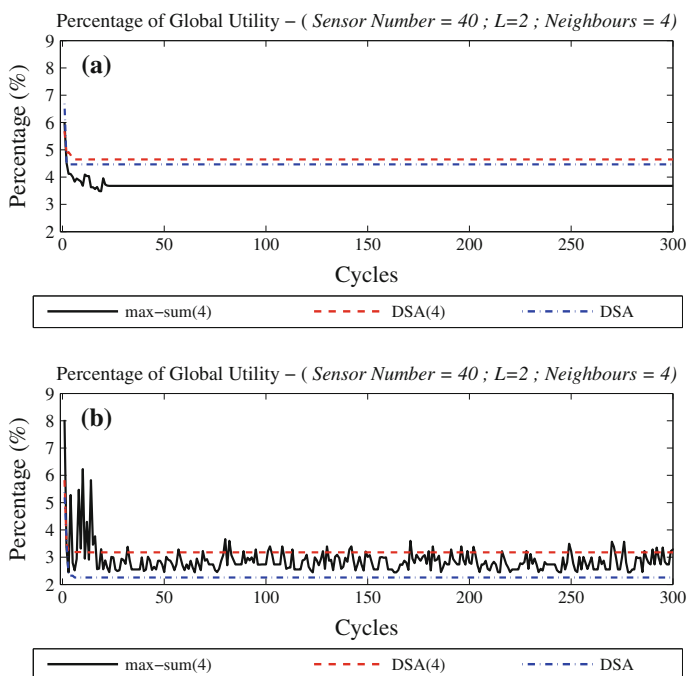 Percentage of Global Utility – ( Sensor Number = 40 ; L=2 ; Neighbours = 4)
9
8
7
6
5
4
3
2
(a)
Percentage (%)
0 50 100 150 200 250 300
Cycles
max–sum(4) DSA(4) DSA
Percentage of Global Utility – ( Sensor Number = 40 ; L=2 ; Neighbours = 4)
9
8
7
6
5
4
3
2
(b)
Percentage (%)
0 50 100 150 200 250 300
Cycles
max–sum(4) DSA(4) DSA